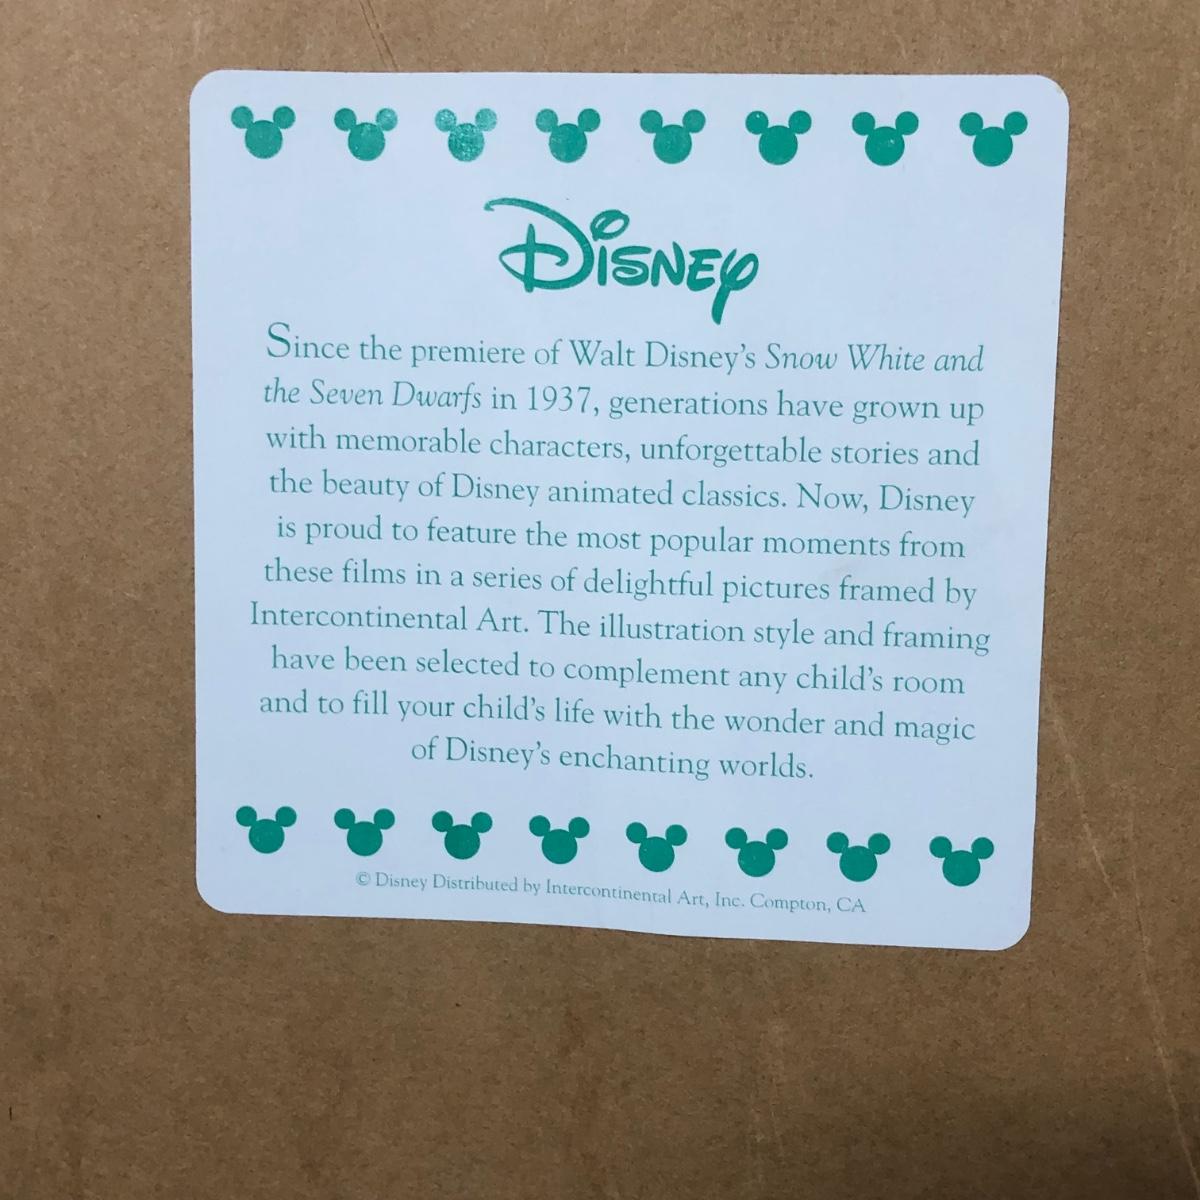 Disney
Since the premiere of Walt Disney's Snow White and
the Seven Dwarfs in 1937, generations have grown up
with memorable characters, unforgettable stories and
the beauty of Disney animated classics. Now, Disney
is proud to feature the most popular moments from
these films in a series of delightful pictures framed by
Intercontinental Art. The illustration style and framing
have been selected to complement any child's room
and to fill your child's life with the wonder and magic
of Disney's enchanting worlds.
© Disney Distributed by Intercontinental Art, Inc. Compton, CA